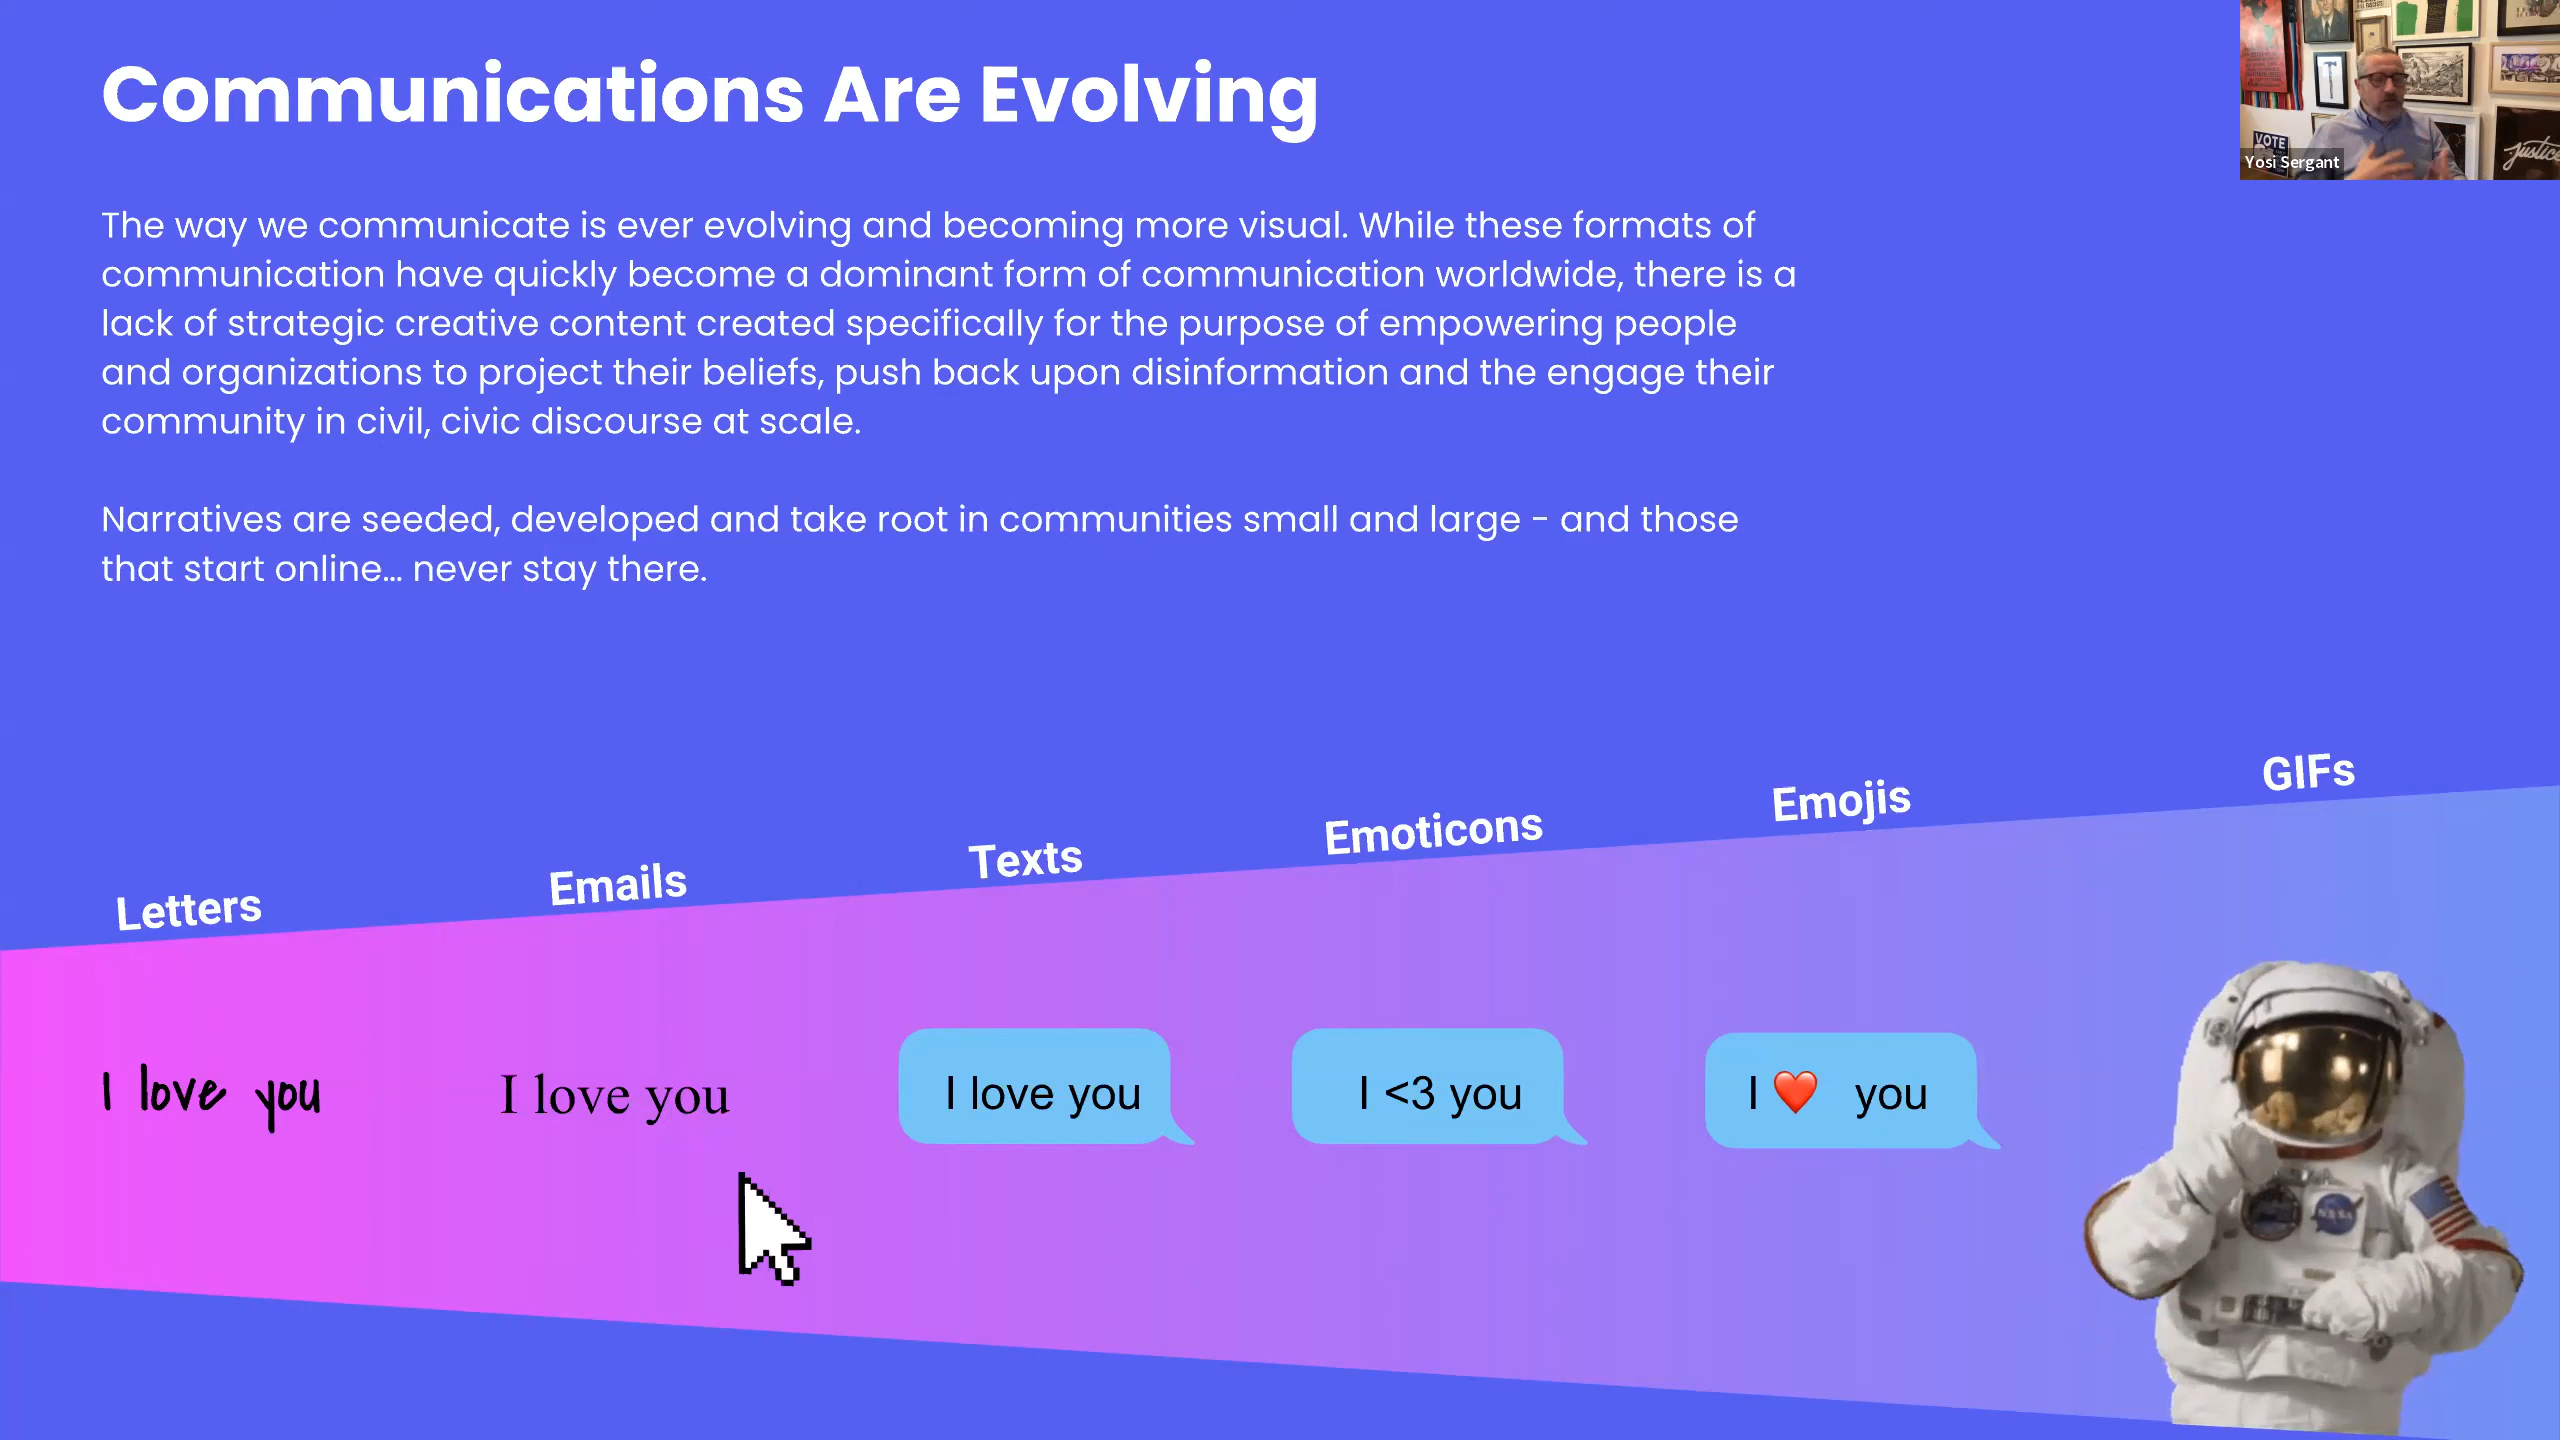 Communications Are Evolving
VOTE
Yosi Sergant
justice
The way we communicate is ever evolving and becoming more visual. While these formats of
communication have quickly become a dominant form of communication worldwide, there is a
lack of strategic creative content created specifically for the purpose of empowering people
and organizations to project their beliefs, push back upon disinformation and the engage their
community in civil, civic discourse at scale.
Narratives are seeded, developed and take root in communities small and large - and those
that start online... never stay there.
Letters
Emails
Texts
Emoticons
Emojis
GIFs
I love you
I love you
I love you
I <3 you
I ❤️ you
NASA